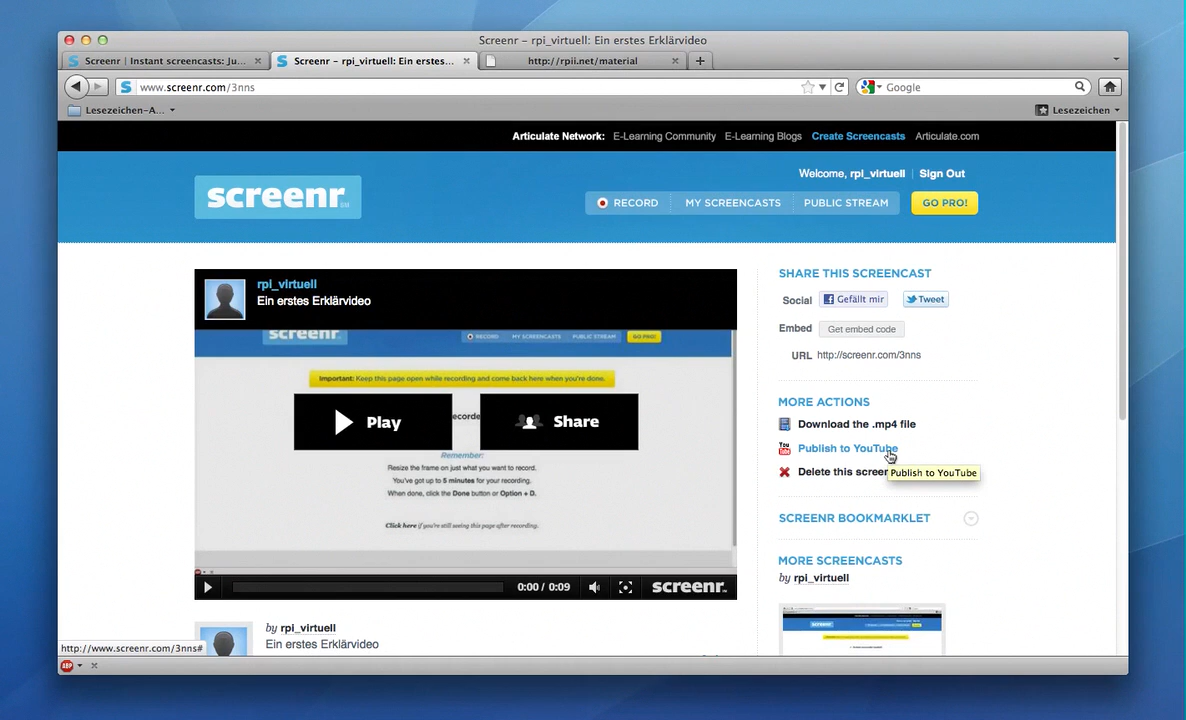 Screenr – rpi_virtuell: Ein erstes Erklärvideo
Screenr | Instant screencasts: Ju...
Screenr – rpi_virtuell: Ein erstes...
http://rpii.net/material
www.screenr.com/3nns
Google
Lesezeichen-A...
Lesezeichen
Articulate Network: E-Learning Community E-Learning Blogs Create Screencasts Articulate.com
Welcome, rpi_virtuell | Sign Out
screenr
RECORD MY SCREENCASTS PUBLIC STREAM GO PRO!
rpi_virtuell
Ein erstes Erklärvideo
screenr
RECORD MY SCREENCASTS PUBLIC STREAM GO PRO!
Important: Keep this page open while recording and come back here when you're done.
Play
Share
Remember:
Resize the frame on just what you want to record.
You've got up to 5 minutes for your recording.
When done, click the Done button or Option + D.
Click here if you're still seeing this page after recording.
0:00 / 0:09
screenr
by rpi_virtuell
Ein erstes Erklärvideo
SHARE THIS SCREENCAST
Social Gefällt mir Tweet
Embed Get embed code
URL http://screenr.com/3nns
MORE ACTIONS
Download the .mp4 file
You Tube Publish to YouTube
Delete this screen
Publish to YouTube
SCREENR BOOKMARKLET
MORE SCREENCASTS
by rpi_virtuell
http://www.screenr.com/3nns#
ABP